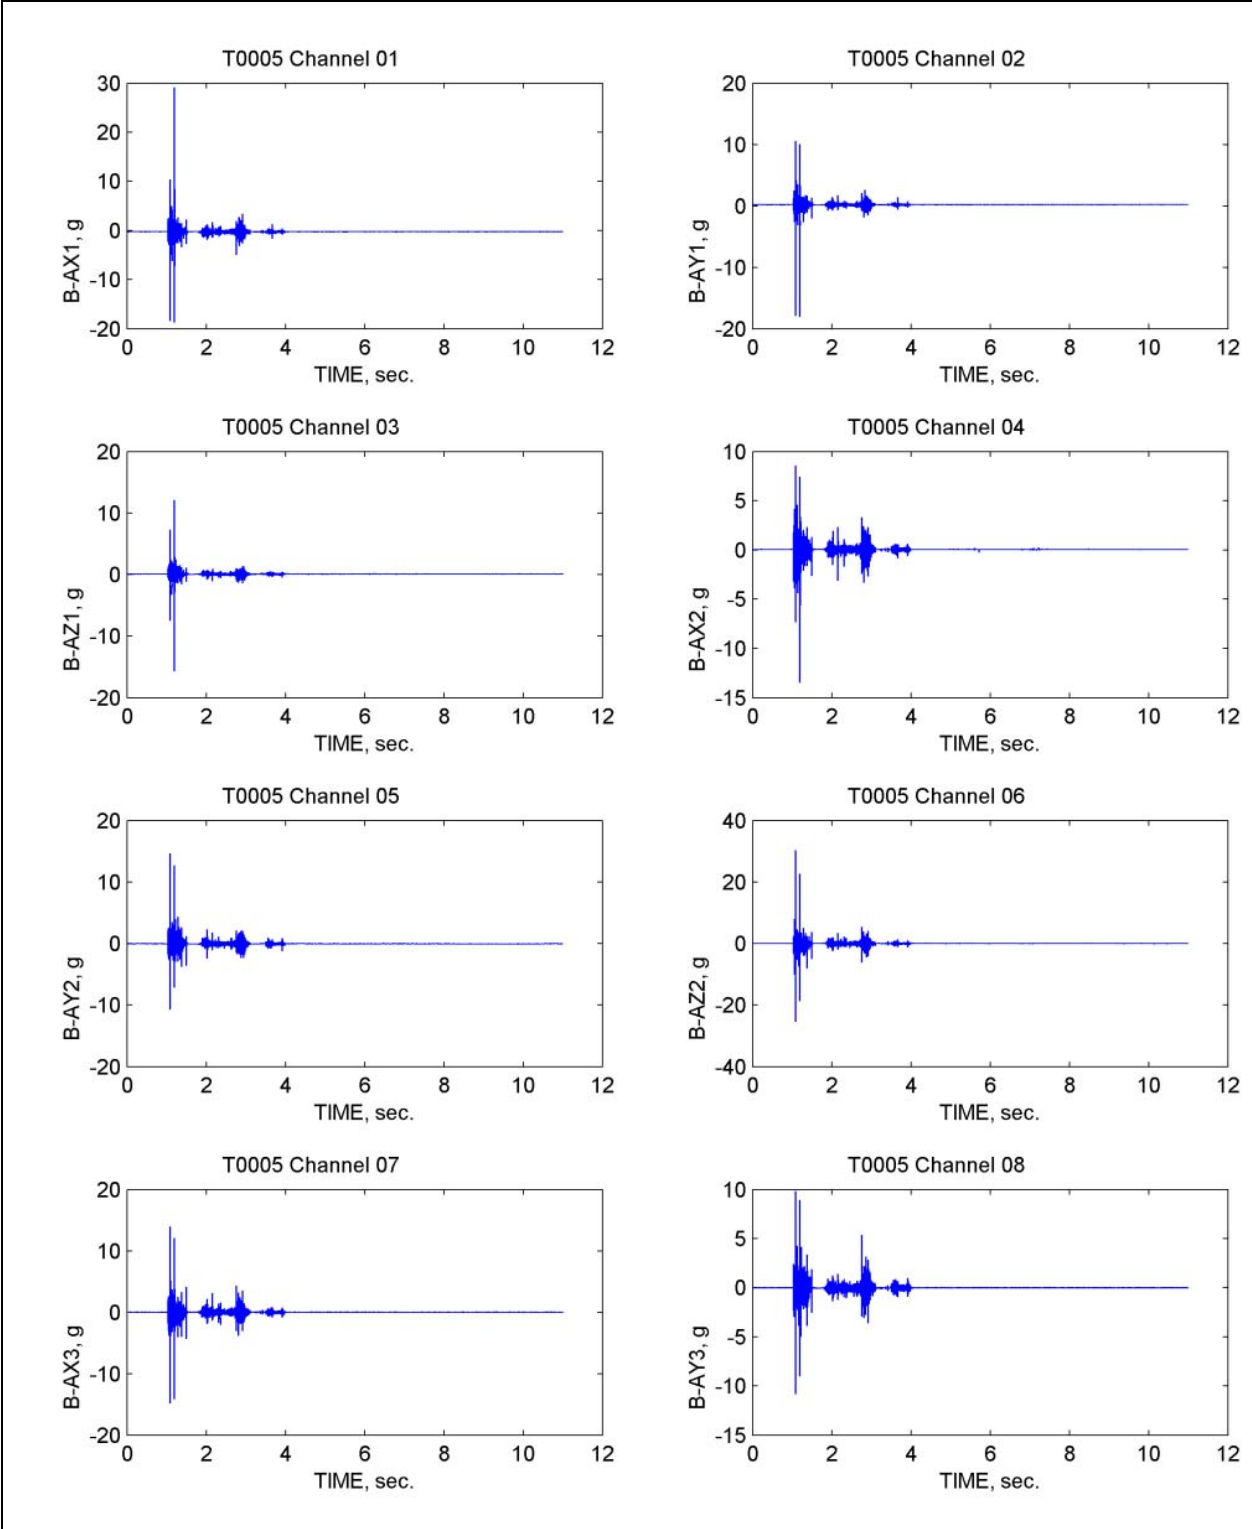 T0005 Channel 01
30
20
10
0
-10
-20
B-AX1, g
0 2 4 6 8 10 12
TIME, sec.
T0005 Channel 02
20
10
0
-10
-20
B-AY1, g
0 2 4 6 8 10 12
TIME, sec.
T0005 Channel 03
20
10
0
-10
-20
B-AZ1, g
0 2 4 6 8 10 12
TIME, sec.
T0005 Channel 04
10
5
0
-5
-10
-15
B-AX2, g
0 2 4 6 8 10 12
TIME, sec.
T0005 Channel 05
20
10
0
-10
-20
B-AY2, g
0 2 4 6 8 10 12
TIME, sec.
T0005 Channel 06
40
20
0
-20
-40
B-AZ2, g
0 2 4 6 8 10 12
TIME, sec.
T0005 Channel 07
20
10
0
-10
-20
B-AX3, g
0 2 4 6 8 10 12
TIME, sec.
T0005 Channel 08
10
5
0
-5
-10
-15
B-AY3, g
0 2 4 6 8 10 12
TIME, sec.